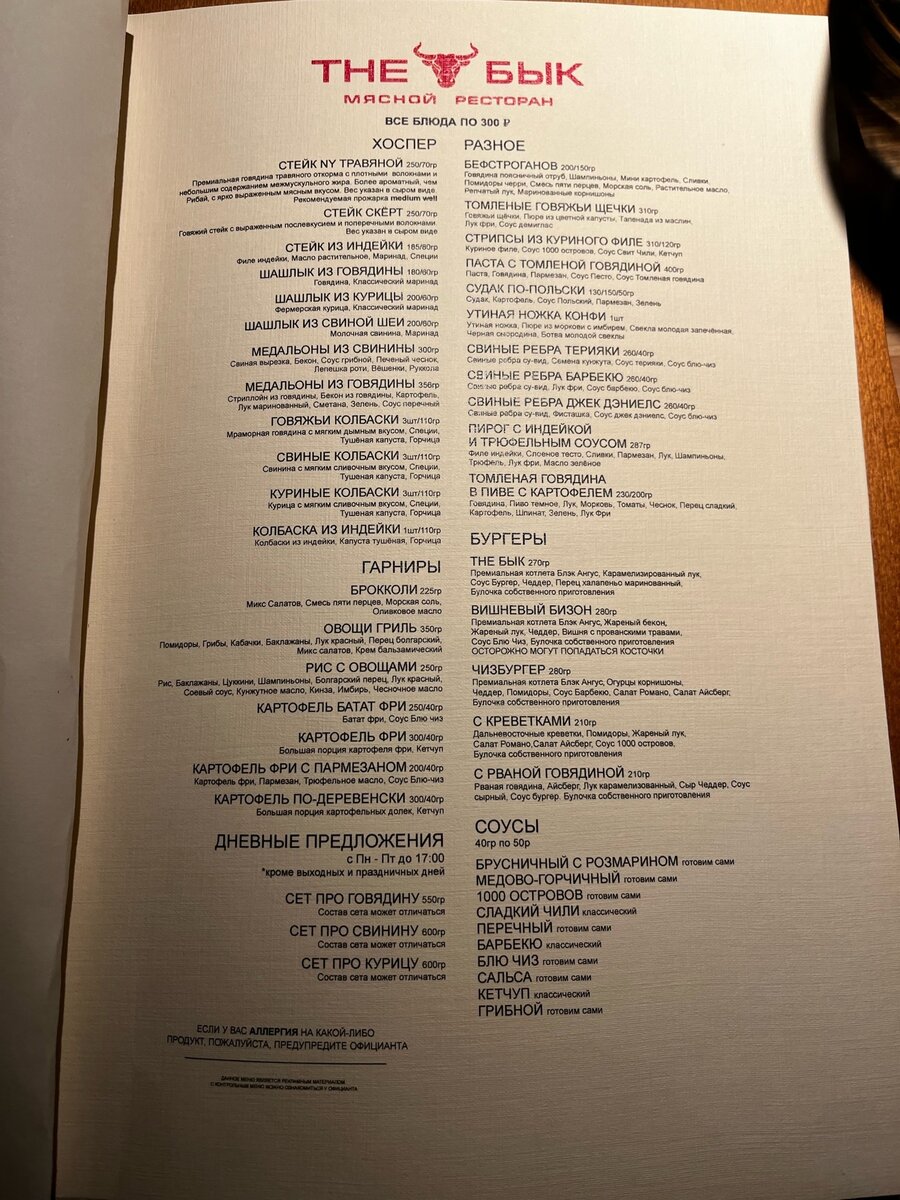 THE БЫК
МЯСНОЙ РЕСТОРАН
ВСЕ БЛЮДА ПО 300 ₽
ХОСПЕР
СТЕЙК NY ТРАВЯНОЙ 250/70гр
Премиальная говядина травяного откорма с плотными волокнами и
небольшим содержанием межмускульного жира. Более ароматный, чем
Рибай, с ярко выраженным мясным вкусом. Вес указан в сыром виде.
Рекомендуемая прожарка medium well
СТЕЙК СКЁРТ 250/70гр
Говяжий стейк с выраженным послевкусием и поперечными волокнами.
Вес указан в сыром виде
СТЕЙК ИЗ ИНДЕЙКИ 185/80гр
Филе индейки, Масло растительное, Маринад, Специи
ШАШЛЫК ИЗ ГОВЯДИНЫ 180/60гр
Говядина, Классический маринад
ШАШЛЫК ИЗ КУРИЦЫ 200/60гр
Фермерская курица, Классический маринад
ШАШЛЫК ИЗ СВИНОЙ ШЕИ 200/60гр
Молочная свинина, Маринад
МЕДАЛЬОНЫ ИЗ СВИНИНЫ 300гр
Свиная вырезка, Бекон, Соус грибной, Печеный чеснок,
Лепешка роти, Вёшенки, Руккола
МЕДАЛЬОНЫ ИЗ ГОВЯДИНЫ 356гр
Стриплойн из говядины, Бекон из говядины, Картофель,
Лук маринованный, Сметана, Зелень, Соус перечный
ГОВЯЖЬИ КОЛБАСКИ 3шт/110гр
Мраморная говядина с мягким дымным вкусом, Специи,
Тушёная капуста, Горчица
СВИНЫЕ КОЛБАСКИ 3шт/110гр
Свинина с мягким сливочным вкусом, Специи,
Тушеная капуста, Горчица
КУРИНЫЕ КОЛБАСКИ 3шт/110гр
Курица с мягким сливочным вкусом, Специи,
Тушеная капуста, Горчица
КОЛБАСКА ИЗ ИНДЕЙКИ 1шт/110гр
Колбаски из индейки, Капуста тушёная, Горчица
ГАРНИРЫ
БРОККОЛИ 225гр
Микс Салатов, Смесь пяти перцев, Морская соль,
Оливковое масло
ОВОЩИ ГРИЛЬ 350гр
Помидоры, Грибы, Кабачки, Баклажаны, Лук красный, Перец болгарский,
Микс салатов, Крем бальзамический
РИС С ОВОЩАМИ 250гр
Рис, Баклажаны, Цуккини, Шампиньоны, Болгарский перец, Лук красный,
Соевый соус, Кунжутное масло, Кинза, Имбирь, Чесночное масло
КАРТОФЕЛЬ БАТАТ ФРИ 250/40гр
Батат фри, Соус Блю чиз
КАРТОФЕЛЬ ФРИ 300/40гр
Большая порция картофеля фри, Кетчуп
КАРТОФЕЛЬ ФРИ С ПАРМЕЗАНОМ 200/40гр
Картофель фри, Пармезан, Трюфельное масло, Соус Блю-чиз
КАРТОФЕЛЬ ПО-ДЕРЕВЕНСКИ 300/40гр
Большая порция картофельных долек, Кетчуп
ДНЕВНЫЕ ПРЕДЛОЖЕНИЯ
с Пн - Пт до 17:00
*кроме выходных и праздничных дней
СЕТ ПРО ГОВЯДИНУ 550гр
Состав сета может отличаться
СЕТ ПРО СВИНИНУ 600гр
Состав сета может отличаться
СЕТ ПРО КУРИЦУ 600гр
Состав сета может отличаться
ЕСЛИ У ВАС АЛЛЕРГИЯ НА КАКОЙ-ЛИБО
ПРОДУКТ, ПОЖАЛУЙСТА, ПРЕДУПРЕДИТЕ ОФИЦИАНТА
ДАННОЕ МЕНЮ ЯВЛЯЕТСЯ РЕКЛАМНЫМ МАТЕРИАЛОМ
С КОНТРОЛЬНЫМ МЕНЮ МОЖНО ОЗНАКОМИТЬСЯ У ОФИЦИАНТА
РАЗНОЕ
БЕФСТРОГАНОВ 200/150гр
Говядина поясничный отруб, Шампиньоны, Мини картофель, Сливки,
Помидоры черри, Смесь пяти перцев, Морская соль, Растительное масло,
Репчатый лук, Маринованные корнишоны
ТОМЛЕНЫЕ ГОВЯЖЬИ ЩЕЧКИ 310гр
Говяжьи щёчки, Пюре из цветной капусты, Тапенада из маслин,
Лук фри, Соус демиглас
СТРИПСЫ ИЗ КУРИНОГО ФИЛЕ 310/120гр
Куриное филе, Соус 1000 островов, Соус Свит Чили, Кетчуп
ПАСТА С ТОМЛЕНОЙ ГОВЯДИНОЙ 400гр
Паста, Говядина, Пармезан, Соус Песто, Соус Томленая говядина
СУДАК ПО-ПОЛЬСКИ 130/150/50гр
Судак, Картофель, Соус Польский, Пармезан, Зелень
УТИНАЯ НОЖКА КОНФИ 1шт
Утиная ножка, Пюре из моркови с имбирем, Свекла молодая запечённая,
Черная смородина, Ботва молодой свеклы
СВИНЫЕ РЕБРА ТЕРИЯКИ 260/40гр
Свиные ребра су-вид, Семена кунжута, Соус терияки, Соус блю-чиз
СВИНЫЕ РЕБРА БАРБЕКЮ 260/40гр
Свиные ребра су-вид, Лук фри, Соус барбекю, Соус блю-чиз
СВИНЫЕ РЕБРА ДЖЕК ДЭНИЕЛС 260/40гр
Свиные ребра су-вид, Фисташка, Соус джек дэниелс, Соус блю-чиз
ПИРОГ С ИНДЕЙКОЙ
И ТРЮФЕЛЬНЫМ СОУСОМ 287гр
Филе индейки, Слоеное тесто, Сливки, Пармезан, Лук, Шампиньоны,
Трюфель, Лук фри, Масло зелёное
ТОМЛЕНАЯ ГОВЯДИНА
В ПИВЕ С КАРТОФЕЛЕМ 230/200гр
Говядина, Пиво темное, Лук, Морковь, Томаты, Чеснок, Перец сладкий,
Картофель, Шпинат, Зелень, Лук Фри
БУРГЕРЫ
THE БЫК 270гр
Премиальная котлета Блэк Ангус, Карамелизированный лук,
Соус Бургер, Чеддер, Перец халапеньо маринованный,
Булочка собственного приготовления
ВИШНЕВЫЙ БИЗОН 280гр
Премиальная котлета Блэк Ангус, Жареный бекон,
Жареный лук, Чеддер, Вишня с прованскими травами,
Соус Блю Чиз, Булочка собственного приготовления
ОСТОРОЖНО МОГУТ ПОПАДАТЬСЯ КОСТОЧКИ
ЧИЗБУРГЕР 280гр
Премиальная котлета Блэк Ангус, Огурцы корнишоны,
Чеддер, Помидоры, Соус Барбекю, Салат Романо, Салат Айсберг,
Булочка собственного приготовления
С КРЕВЕТКАМИ 210гр
Дальневосточные креветки, Помидоры, Жареный лук,
Салат Романо,Салат Айсберг, Соус 1000 островов,
Булочка собственного приготовления
С РВАНОЙ ГОВЯДИНОЙ 210гр
Рваная говядина, Айсберг, Лук карамелизованный, Сыр Чеддер, Соус
сырный, Соус бургер. Булочка собственного приготовления
СОУСЫ
40гр по 50р
БРУСНИЧНЫЙ С РОЗМАРИНОМ готовим сами
МЕДОВО-ГОРЧИЧНЫЙ готовим сами
1000 ОСТРОВОВ готовим сами
СЛАДКИЙ ЧИЛИ классический
ПЕРЕЧНЫЙ готовим сами
БАРБЕКЮ классический
БЛЮ ЧИЗ готовим сами
САЛЬСА готовим сами
КЕТЧУП классический
ГРИБНОЙ готовим сами